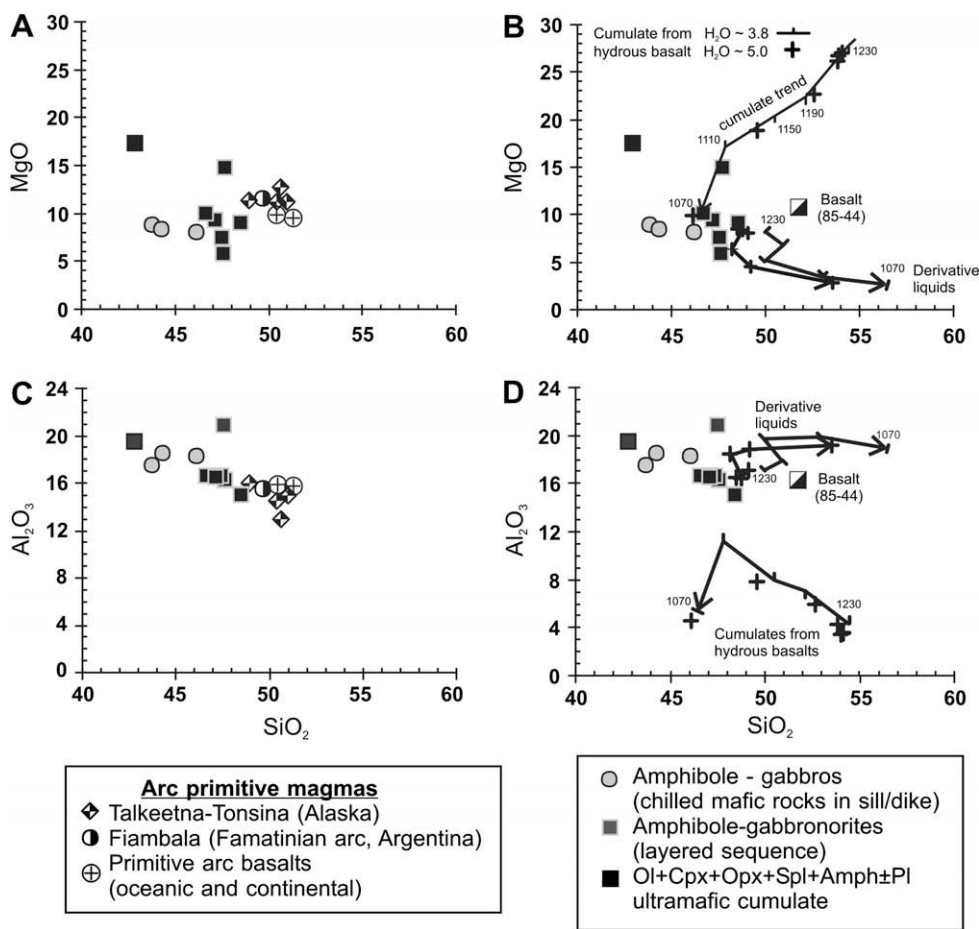 A
MgO
30
25
20
15
10
5
0
40
45
50
55
60
B
MgO
30
25
20
15
10
5
0
Cumulate from H₂O ~ 3.8
hydrous basalt H₂O ~ 5.0
1230
cumulate trend
1190
1150
1110
1070
1230
Basalt
(85-44)
1070
Derivative
liquids
40
45
50
55
60
C
Al₂O₃
24
20
16
12
8
4
0
40
45
50
55
60
SiO₂
D
Al₂O₃
24
20
16
12
8
4
0
Derivative
liquids
1070
1230
Basalt
(85-44)
1070
1230
Cumulates from
hydrous basalts
40
45
50
55
60
SiO₂
Arc primitive magmas
Talkeetna-Tonsina (Alaska)
Fiambala (Famatinian arc, Argentina)
Primitive arc basalts
(oceanic and continental)
Amphibole - gabbros
(chilled mafic rocks in sill/dike)
Amphibole-gabbronorites
(layered sequence)
Ol+Cpx+Opx+Spl+Amph±Pl
ultramafic cumulate